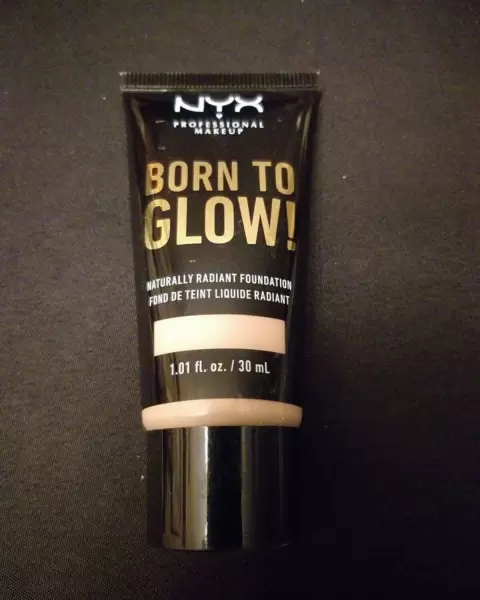 NYX
PROFESSIONAL
MAKEUP
BORN TO
GLOW!
NATURALLY RADIANT FOUNDATION
FOND DE TEINT LIQUIDE RADIANT
1.01 fl. oz. / 30 mL